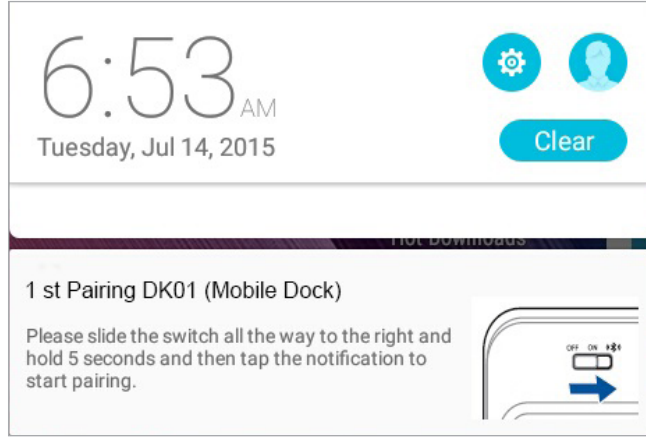 6:53 AM
Tuesday, Jul 14, 2015
Clear
Hot Downloads
1 st Pairing DK01 (Mobile Dock)
Please slide the switch all the way to the right and
hold 5 seconds and then tap the notification to
start pairing.
OFF ON